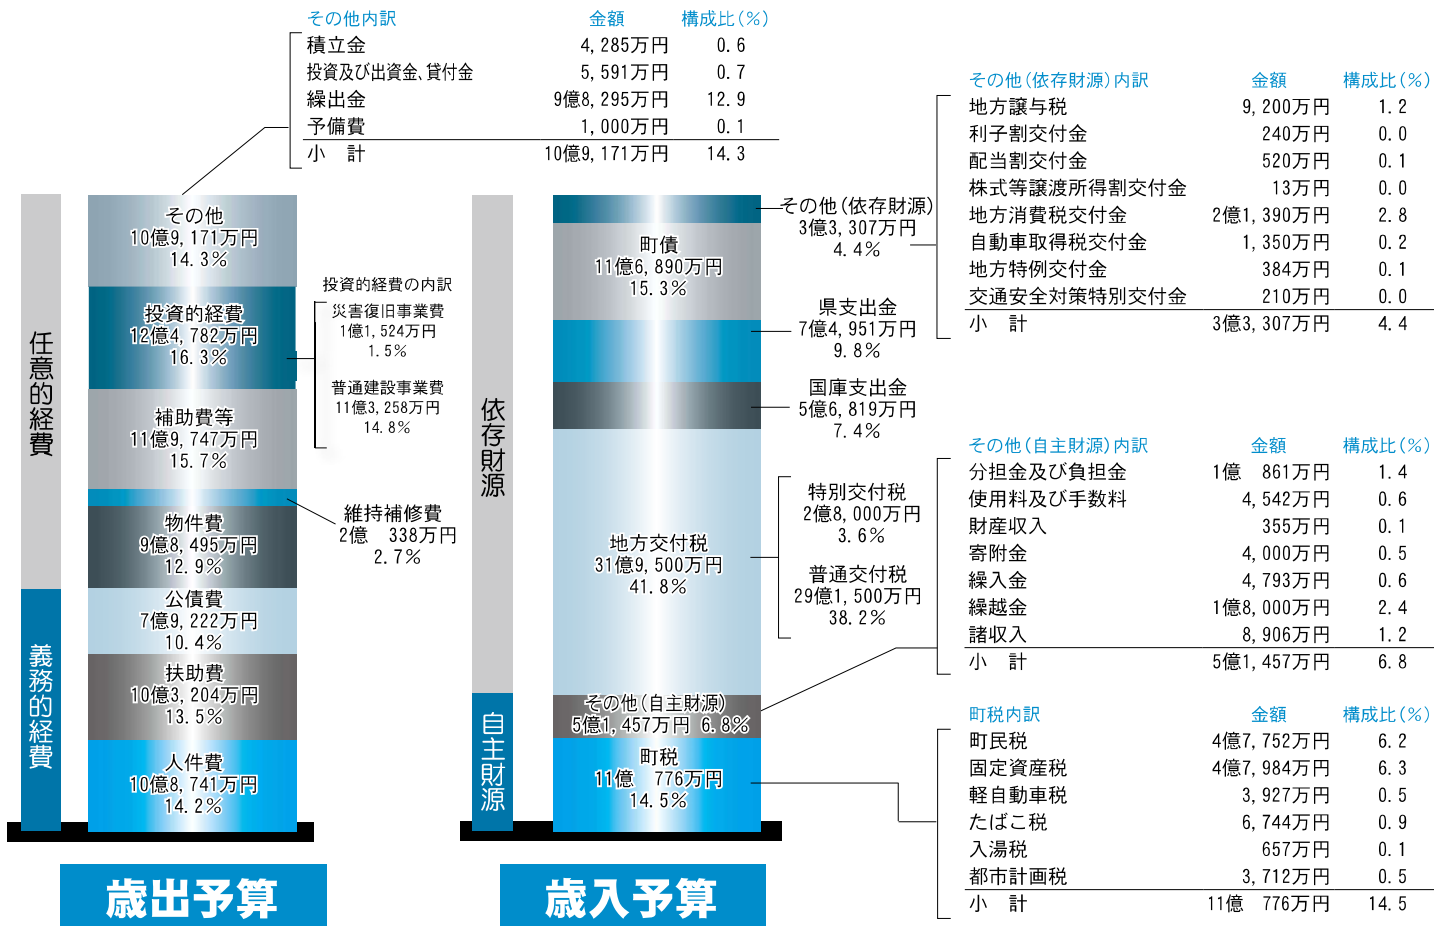 その他内訳 金額 構成比(%)
積立金 4,285万円 0.6
投資及び出資金、貸付金 5,591万円 0.7
繰出金 9億8,295万円 12.9
予備費 1,000万円 0.1
小 計 10億9,171万円 14.3
任意的経費
義務的経費
その他
10億9,171万円
14.3%
投資的経費
12億4,782万円
16.3%
投資的経費の内訳
災害復旧事業費
1億1,524万円
1.5%
普通建設事業費
11億3,258万円
14.8%
補助費等
11億9,747万円
15.7%
維持補修費
2億 338万円
2.7%
物件費
9億8,495万円
12.9%
公債費
7億9,222万円
10.4%
扶助費
10億3,204万円
13.5%
人件費
10億8,741万円
14.2%
歳出予算
依存財源
自主財源
その他(依存財源)
3億3,307万円
4.4%
町債
11億6,890万円
15.3%
県支出金
7億4,951万円
9.8%
国庫支出金
5億6,819万円
7.4%
地方交付税
31億9,500万円
41.8%
特別交付税
2億8,000万円
3.6%
普通交付税
29億1,500万円
38.2%
その他(自主財源)
5億1,457万円 6.8%
町税
11億 776万円
14.5%
歳入予算
その他(依存財源)内訳 金額 構成比(%)
地方譲与税 9,200万円 1.2
利子割交付金 240万円 0.0
配当割交付金 520万円 0.1
株式等譲渡所得割交付金 13万円 0.0
地方消費税交付金 2億1,390万円 2.8
自動車取得税交付金 1,350万円 0.2
地方特例交付金 384万円 0.1
交通安全対策特別交付金 210万円 0.0
小 計 3億3,307万円 4.4
その他(自主財源)内訳 金額 構成比(%)
分担金及び負担金 1億 861万円 1.4
使用料及び手数料 4,542万円 0.6
財産収入 355万円 0.1
寄附金 4,000万円 0.5
繰入金 4,793万円 0.6
繰越金 1億8,000万円 2.4
諸収入 8,906万円 1.2
小 計 5億1,457万円 6.8
町税内訳 金額 構成比(%)
町民税 4億7,752万円 6.2
固定資産税 4億7,984万円 6.3
軽自動車税 3,927万円 0.5
たばこ税 6,744万円 0.9
入湯税 657万円 0.1
都市計画税 3,712万円 0.5
小 計 11億 776万円 14.5